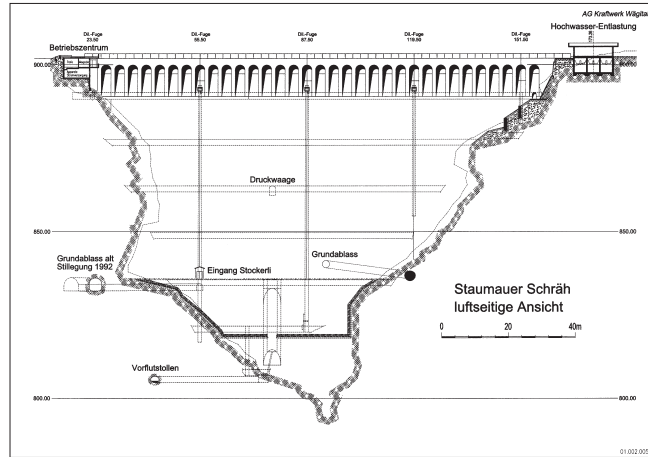 AG Kraftwerk Wägital
Hochwasser-Entlastung
Dil.-Fuge
23.50
Dil.-Fuge
55.50
Dil.-Fuge
87.50
Dil.-Fuge
119.50
Dil.-Fuge
151.50
Betriebszentrum
900.00
900.00
Druckwaage
850.00
850.00
Grundablass alt
Stillegung 1992
Eingang Stockerli
Grundablass
Staumauer Schräh
luftseitige Ansicht
0 20 40m
Vorflutstollen
800.00
800.00
01.002.005